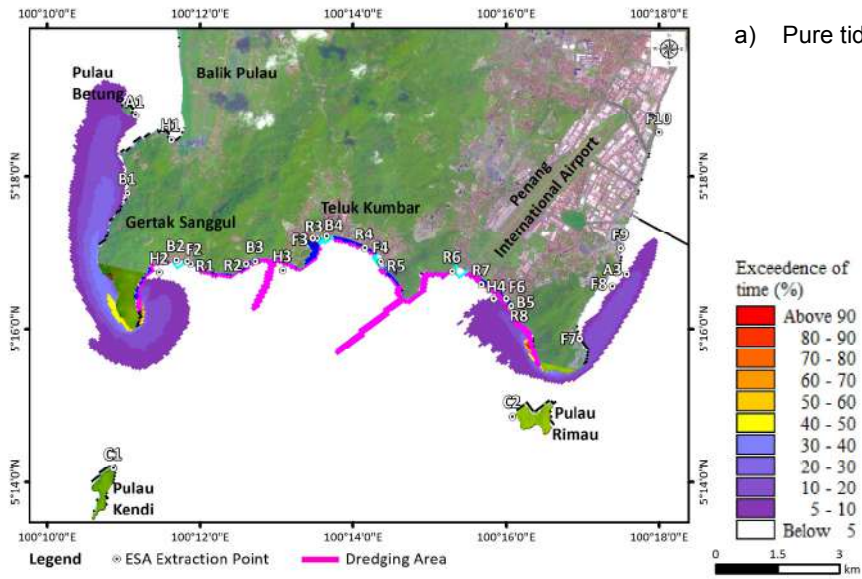 100°10'0"E 100°12'0"E 100°14'0"E 100°16'0"E 100°18'0"E
a) Pure tid
Pulau Betung
Balik Pulau
A1
H1
F10
5°18'0"N
5°18'0"N
B1
Penang International Airport
Gertak Sanggul
Teluk Kumbar
R3 B4
F3
R4
F4
F9
B2 F2
B3
H2
R1
R2
H3
R5
R6
R7
A3
F8
H4 F6
B5
R8
5°16'0"N
5°16'0"N
F7
C2
Pulau Rimau
C1
Pulau Kendi
5°14'0"N
5°14'0"N
100°10'0"E 100°12'0"E 100°14'0"E 100°16'0"E 100°18'0"E
Exceedence of
time (%)
Above 90
80 - 90
70 - 80
60 - 70
50 - 60
40 - 50
30 - 40
20 - 30
10 - 20
5 - 10
Below 5
Legend ESA Extraction Point Dredging Area
0 1.5 3
km